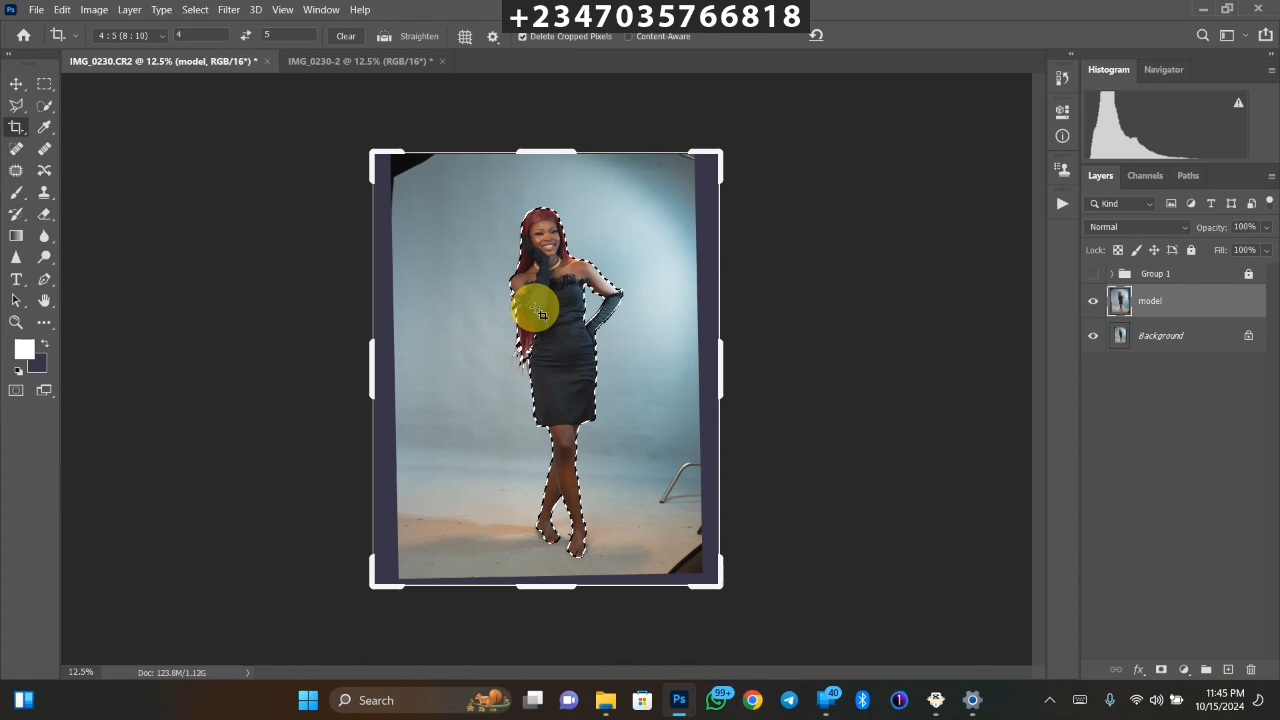 +2347035766818
Ps File Edit Image Layer Type Select Filter 3D View Window Help
4 : 5 (8 : 10) 4 5 Clear Straighten Delete Cropped Pixels Content-Aware
IMG_0230.CR2 @ 12.5% (model, RGB/16*) * IMG_0230-2 @ 12.5% (RGB/16*) *
Histogram Navigator
Layers Channels Paths
Kind
Normal Opacity: 100%
Lock: Fill: 100%
Group 1
model
Background
12.5% Doc: 123.8M/1.12G
Search Ps 99+ 40 11:45 PM
10/15/2024